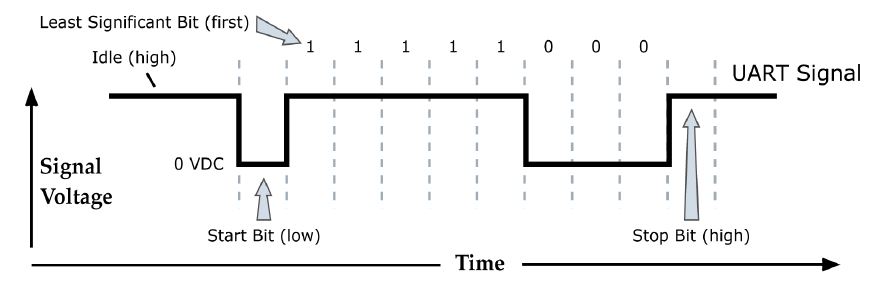 Least Significant Bit (first)
1 1 1 1 1 0 0 0
Idle (high)
UART Signal
0 VDC
Signal
Voltage
Start Bit (low)
Stop Bit (high)
Time